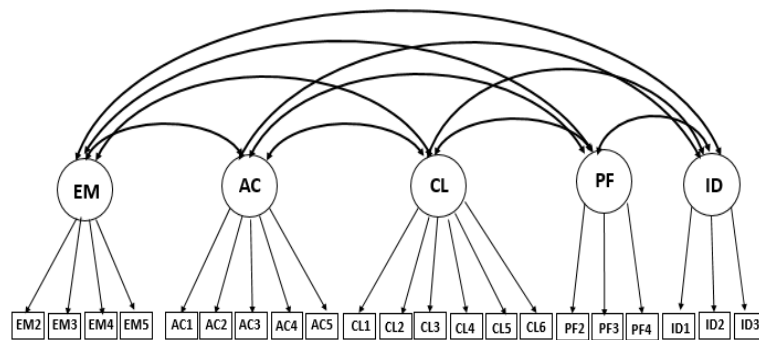 EM AC CL PF ID
EM2 EM3 EM4 EM5 AC1 AC2 AC3 AC4 AC5 CL1 CL2 CL3 CL4 CL5 CL6 PF2 PF3 PF4 ID1 ID2 ID3